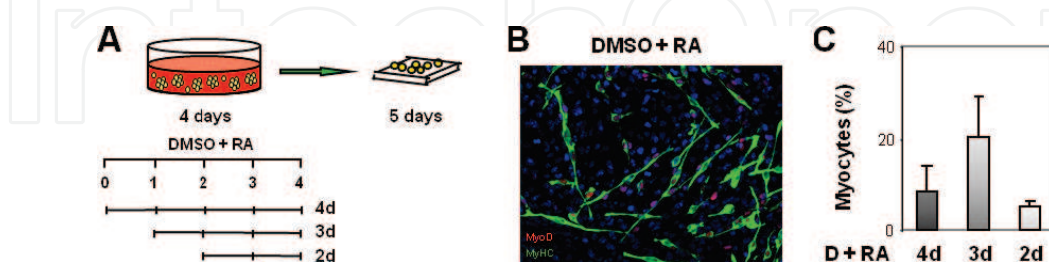 A
4 days
5 days
DMSO + RA
0 1 2 3 4
4d
3d
2d
B
DMSO + RA
MyoD
MyHC
C
Myocytes (%)
40
20
0
D + RA 4d 3d 2d